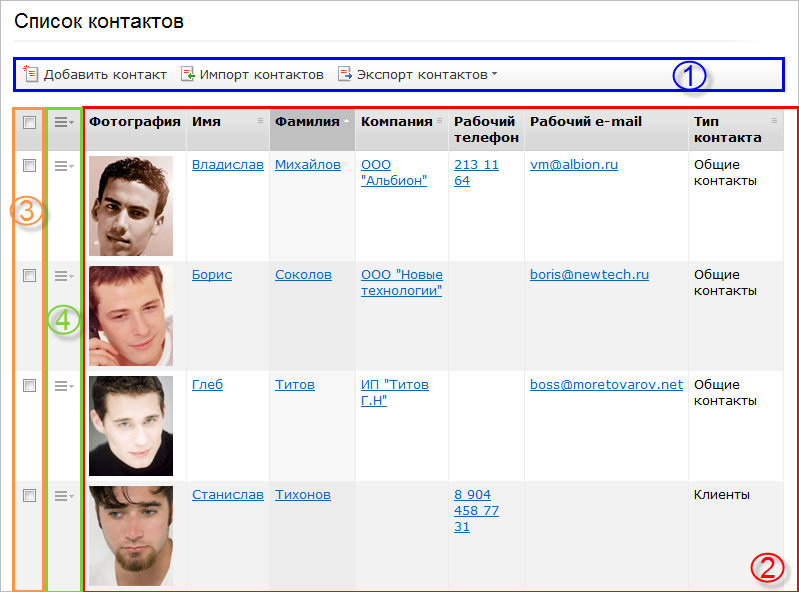 Список контактов
Добавить контакт Импорт контактов Экспорт контактов 1
Фотография Имя Фамилия Компания Рабочий телефон Рабочий e-mail Тип контакта
Владислав Михайлов ООО "Альбион" 213 11 64 vm@albion.ru Общие контакты
3
Борис Соколов ООО "Новые технологии" boris@newtech.ru Общие контакты
4
Глеб Титов ИП "Титов Г.Н" boss@moretovarov.net Общие контакты
Станислав Тихонов 8 904 458 77 31 Клиенты
2